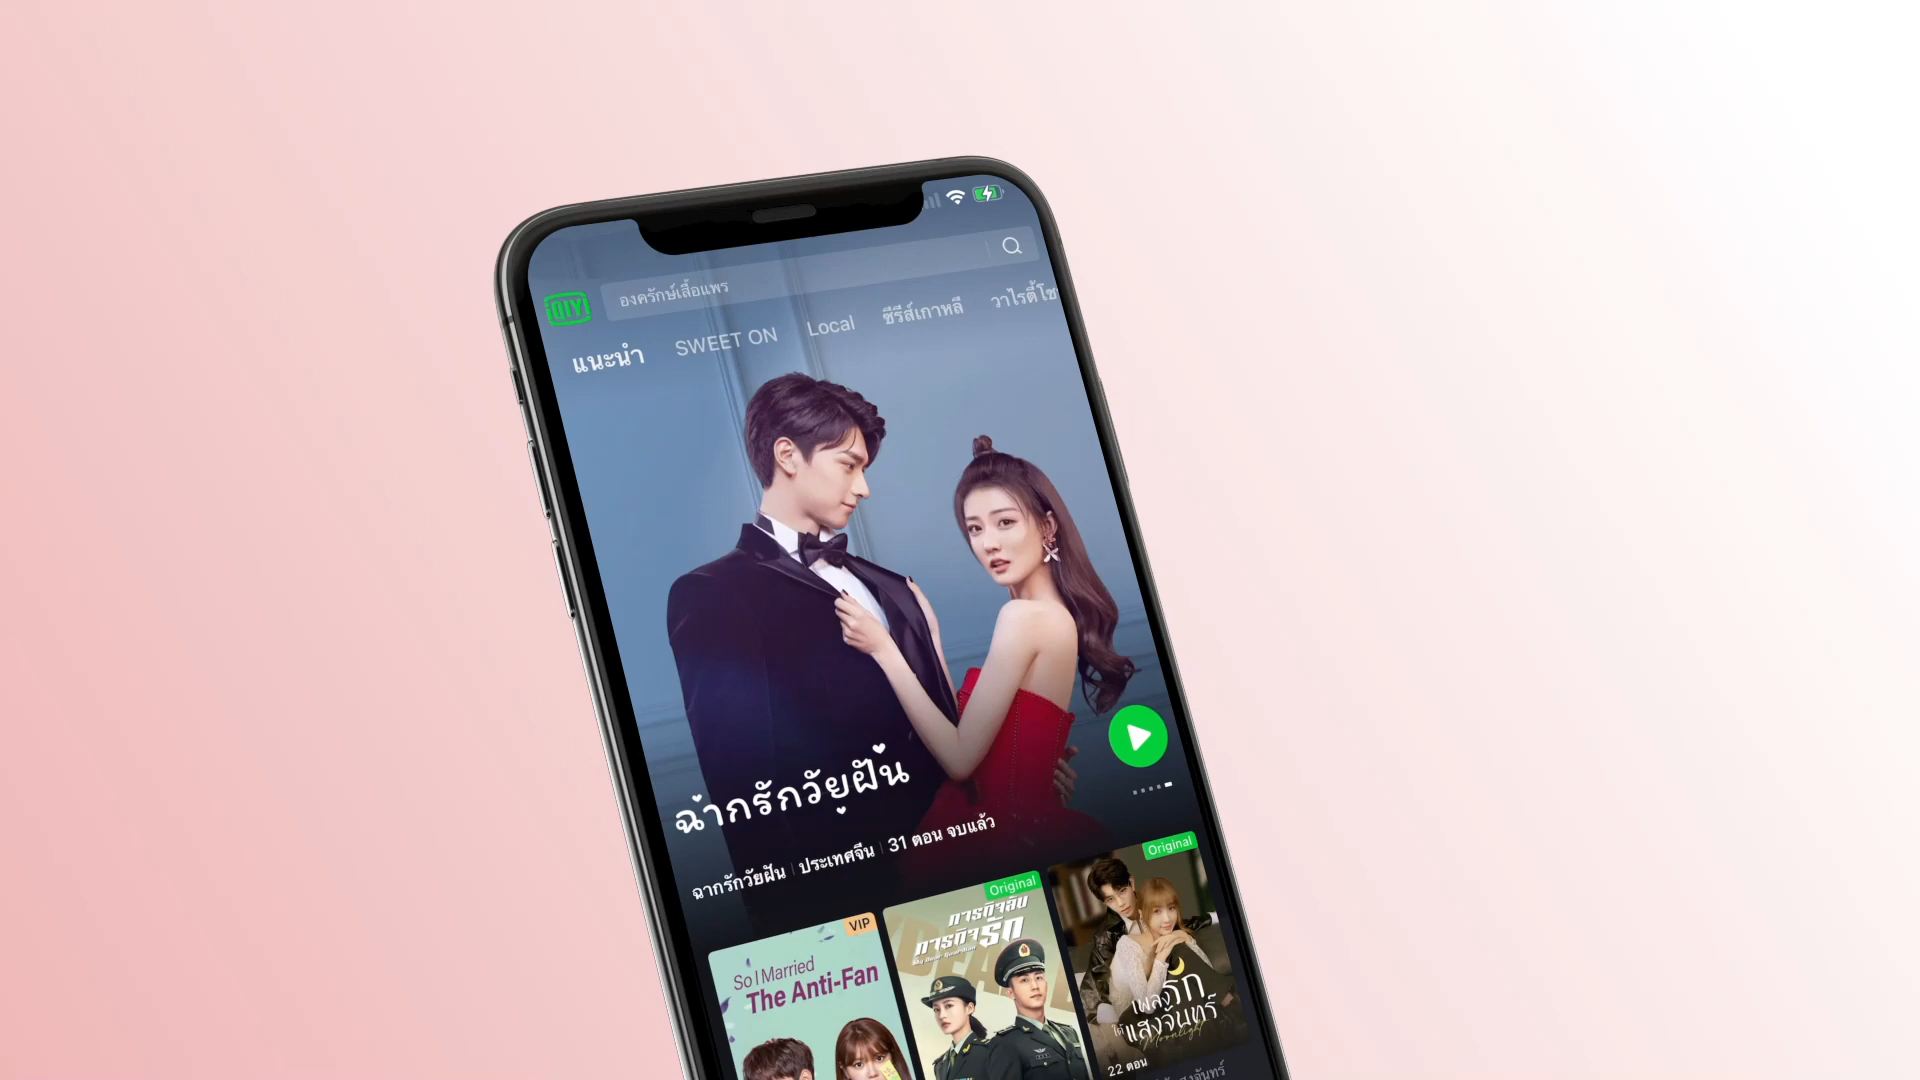 iQIYI
องครักษ์เสื้อแพร
แนะนำ
SWEET ON
Local
ซีรีส์เกาหลี
วาไรตี้โช
ฉากรักวัยฝัน
ฉากรักวัยฝัน | ประเทศจีน | 31 ตอน จบแล้ว
VIP
So I Married
The Anti-Fan
Original
ภารกิจลับ
ภารกิจรัก
My Dear Guardian
Original
เพลงรัก
ใต้แสงจันทร์
Moonlight
22 ตอน